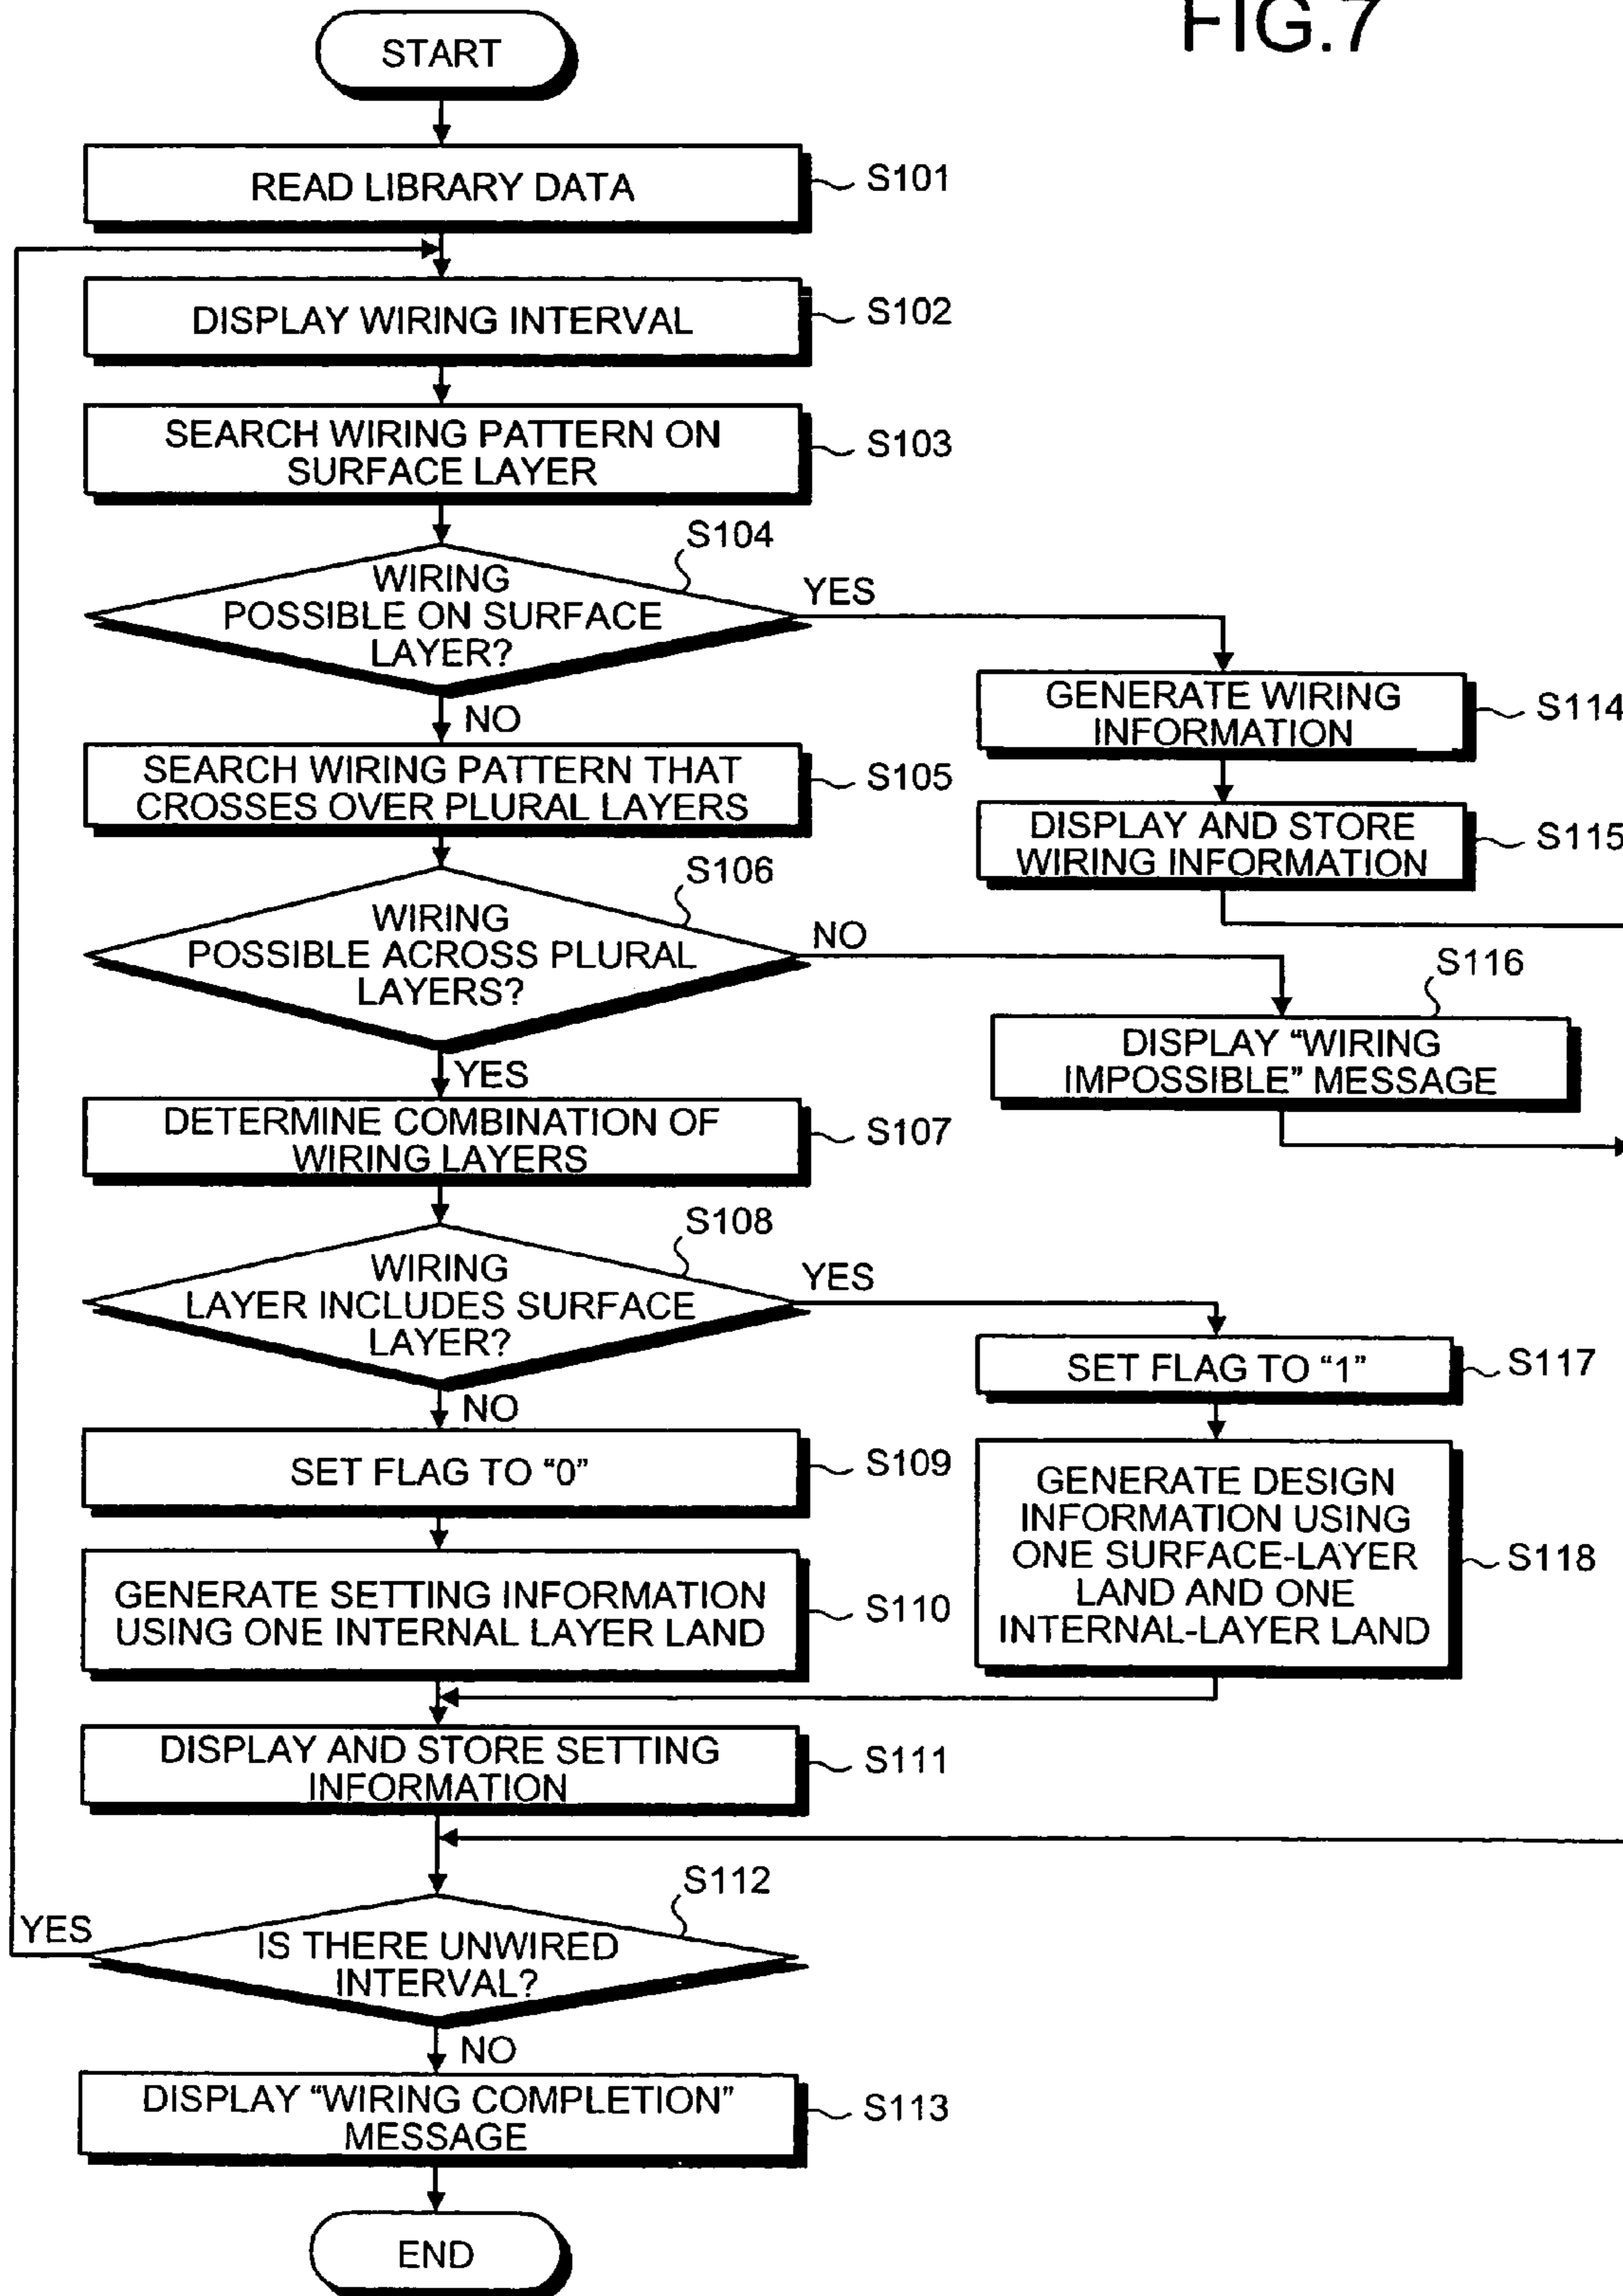 FIG.7
START
READ LIBRARY DATA
S101
DISPLAY WIRING INTERVAL
S102
SEARCH WIRING PATTERN ON
SURFACE LAYER
S103
S104
WIRING
POSSIBLE ON SURFACE
LAYER?
YES
NO
GENERATE WIRING
INFORMATION
S114
SEARCH WIRING PATTERN THAT
CROSSES OVER PLURAL LAYERS
S105
DISPLAY AND STORE
WIRING INFORMATION
S115
S106
WIRING
POSSIBLE ACROSS PLURAL
LAYERS?
NO
YES
S116
DISPLAY “WIRING
IMPOSSIBLE” MESSAGE
DETERMINE COMBINATION OF
WIRING LAYERS
S107
S108
WIRING
LAYER INCLUDES SURFACE
LAYER?
YES
NO
SET FLAG TO “1”
S117
SET FLAG TO “0”
S109
GENERATE DESIGN
INFORMATION USING
ONE SURFACE-LAYER
LAND AND ONE
INTERNAL-LAYER LAND
S118
GENERATE SETTING INFORMATION
USING ONE INTERNAL LAYER LAND
S110
DISPLAY AND STORE SETTING
INFORMATION
S111
S112
YES
IS THERE UNWIRED
INTERVAL?
NO
DISPLAY “WIRING COMPLETION”
MESSAGE
S113
END